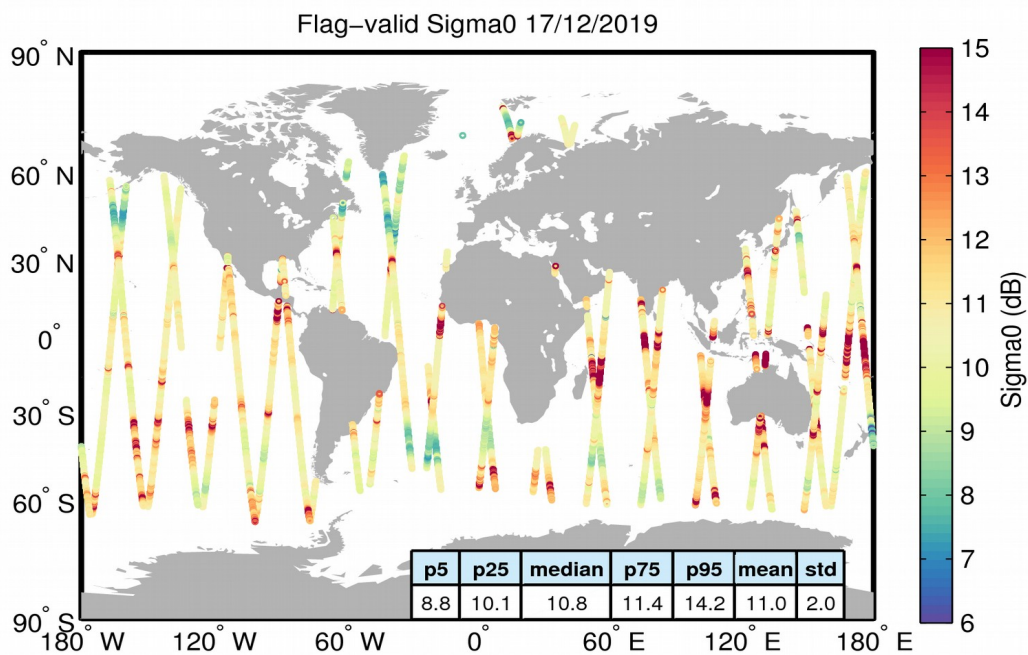 Flag-valid Sigma0 17/12/2019
90° N
60° N
30° N
0°
30° S
60° S
90° S
180° W
120° W
60° W
0°
60° E
120° E
180° E
p5 p25 median p75 p95 mean std
8.8 10.1 10.8 11.4 14.2 11.0 2.0
15
14
13
12
11
10
9
8
7
6
Sigma0 (dB)